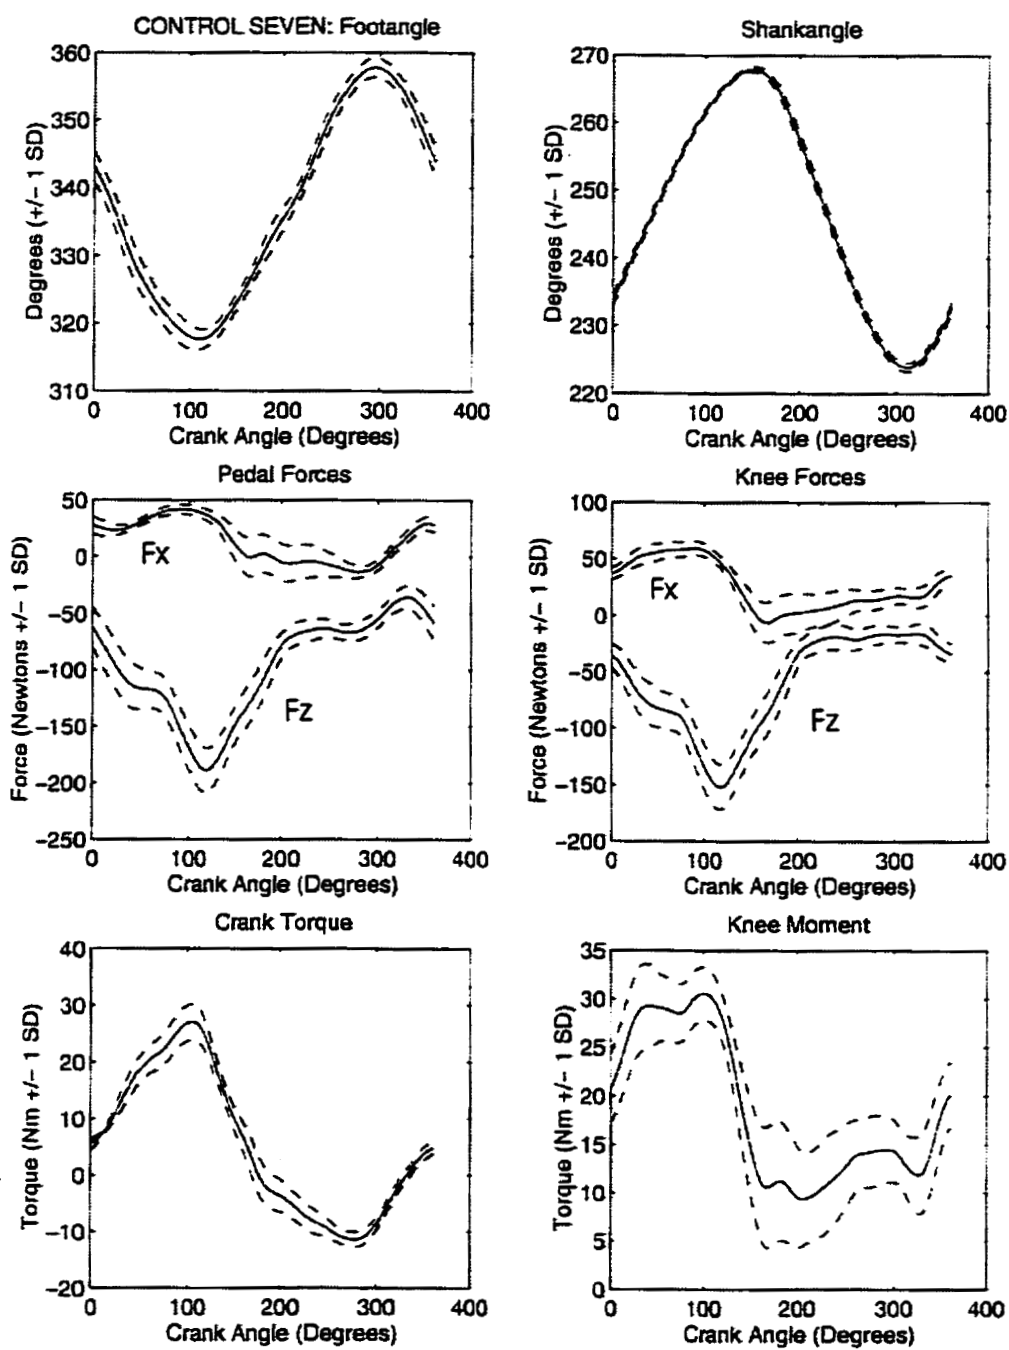 CONTROL SEVEN: Footangle
Degrees (+/− 1 SD)
360
350
340
330
320
310
0 100 200 300 400
Crank Angle (Degrees)
Shankangle
Degrees (+/− 1 SD)
270
260
250
240
230
220
0 100 200 300 400
Crank Angle (Degrees)
Pedal Forces
Force (Newtons +/− 1 SD)
50
0
−50
−100
−150
−200
−250
Fx
Fz
0 100 200 300 400
Crank Angle (Degrees)
Knee Forces
Force (Newtons +/− 1 SD)
100
50
0
−50
−100
−150
−200
Fx
Fz
0 100 200 300 400
Crank Angle (Degrees)
Crank Torque
Torque (Nm +/− 1 SD)
40
30
20
10
0
−10
−20
0 100 200 300 400
Crank Angle (Degrees)
Knee Moment
Torque (Nm +/− 1 SD)
35
30
25
20
15
10
5
0
0 100 200 300 400
Crank Angle (Degrees)